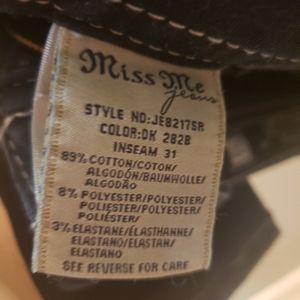 Miss Me
jeans
STYLE NO:JE8217SR
COLOR:DK 282B
INSEAM 31
89% COTTON/COTON/
ALGODÓN/BAUMWOLLE/
ALGODÃO
8% POLYESTER/POLYESTER/
POLIÉSTER/POLYESTER/
POLIÉSTER
3% ELASTANE/ÉLASTHANNE/
ELASTANO/ELASTAN/
ELASTANO
SEE REVERSE FOR CARE